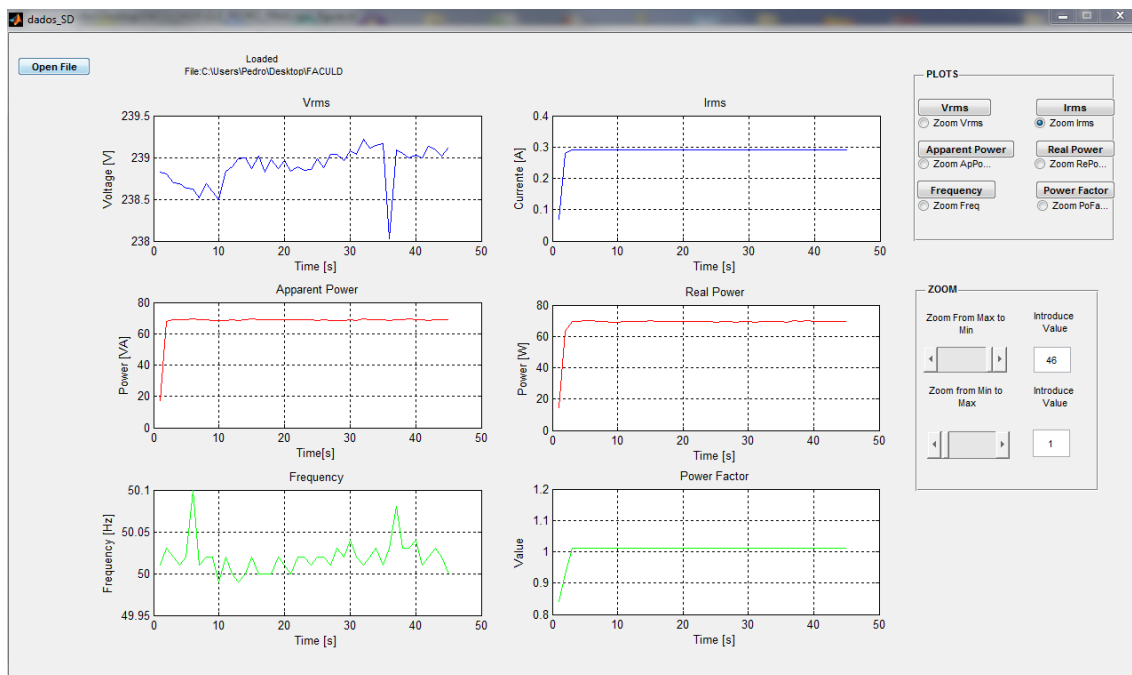 dados_SD
Open File
Loaded
File:C:\Users\Pedro\Desktop\FACULD
Vrms
239.5
239
238.5
238
Voltage [V]
0
10
20
30
40
50
Time [s]
Irms
0.4
0.3
0.2
0.1
0
Currente [A]
0
10
20
30
40
50
Time [s]
Apparent Power
80
60
40
20
0
Power [VA]
0
10
20
30
40
50
Time[s]
Real Power
80
60
40
20
0
Power [W]
0
10
20
30
40
50
Time [s]
Frequency
50.1
50.05
50
49.95
Frequency [Hz]
0
10
20
30
40
50
Time [s]
Power Factor
1.2
1.1
1
0.9
0.8
Value
0
10
20
30
40
50
Time [s]
PLOTS
Vrms
Zoom Vrms
Irms
Zoom Irms
Apparent Power
Zoom ApPo...
Real Power
Zoom RePo...
Frequency
Zoom Freq
Power Factor
Zoom PoFa...
ZOOM
Zoom From Max to
Min
Introduce
Value
46
Zoom from Min to
Max
Introduce
Value
1